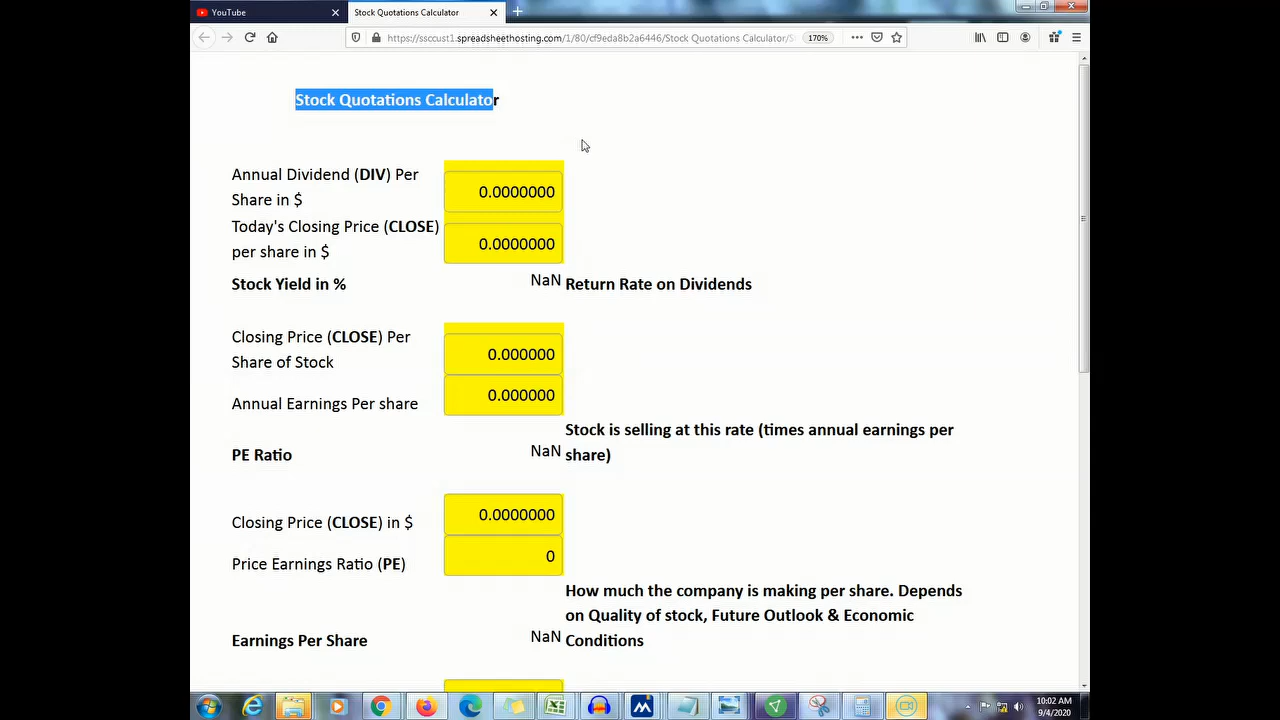 YouTube
Stock Quotations Calculator
https://ssccust1.spreadsheethosting.com/1/80/cf9eda8b2a6446/Stock Quotations Calculator/S
170%
Stock Quotations Calculator
Annual Dividend (DIV) Per
Share in $
0.0000000
Today's Closing Price (CLOSE)
per share in $
0.0000000
Stock Yield in %
NaN
Return Rate on Dividends
Closing Price (CLOSE) Per
Share of Stock
0.000000
Annual Earnings Per share
0.000000
PE Ratio
NaN
Stock is selling at this rate (times annual earnings per
share)
Closing Price (CLOSE) in $
0.0000000
Price Earnings Ratio (PE)
0
Earnings Per Share
NaN
How much the company is making per share. Depends
on Quality of stock, Future Outlook & Economic
Conditions
10:02 AM
9/4/2020